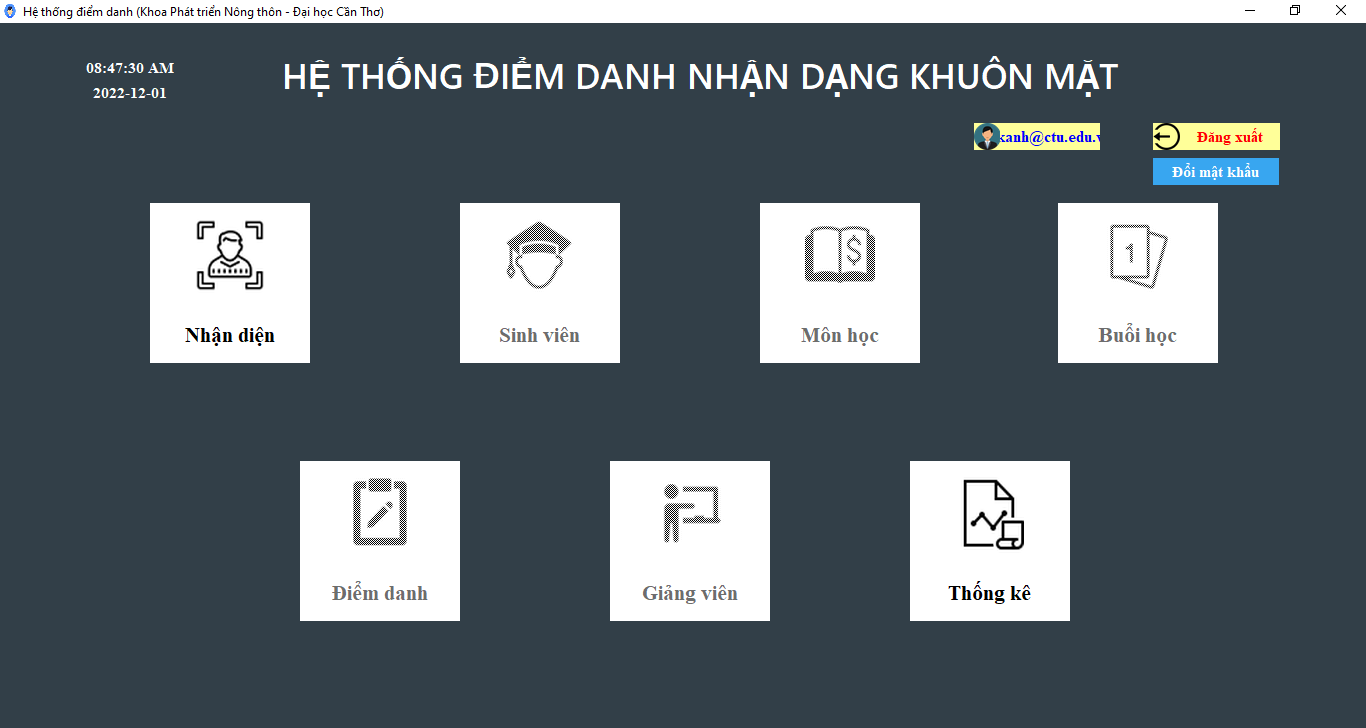 Hệ thống điểm danh (Khoa Phát triển Nông thôn - Đại học Cần Thơ)
08:47:30 AM
2022-12-01
HỆ THỐNG ĐIỂM DANH NHẬN DẠNG KHUÔN MẶT
kanh@ctu.edu.v
Đăng xuất
Đổi mật khẩu
$
1
Nhận diện
Sinh viên
Môn học
Buổi học
Điểm danh
Giảng viên
Thống kê